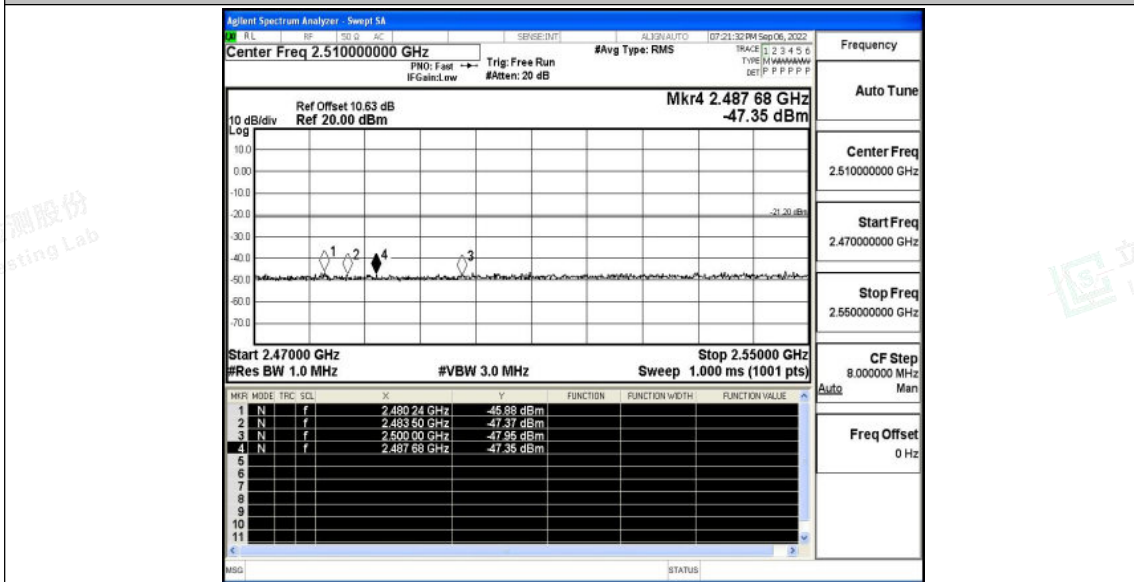 Agilent Spectrum Analyzer - Swept SA
RL RF 50 Ω AC SENSE:INT ALIGN AUTO 07:21:32 PM Sep 06, 2022
Center Freq 2.510000000 GHz
PNO: Fast
IFGain:Low
Trig: Free Run
#Atten: 20 dB
#Avg Type: RMS
TRACE 1 2 3 4 5 6
TYPE M
DET P P P P P P
Frequency
Auto Tune
Center Freq
2.510000000 GHz
Start Freq
2.470000000 GHz
Stop Freq
2.550000000 GHz
CF Step
8.000000 MHz
Auto Man
Freq Offset
0 Hz
Mkr4 2.487 68 GHz
-47.35 dBm
Ref Offset 10.63 dB
10 dB/div Ref 20.00 dBm
Log
10.0
0.00
-10.0
-20.0
-30.0
-40.0
-50.0
-60.0
-70.0
-21.20 dBm
1 2 4 3
Start 2.47000 GHz Stop 2.55000 GHz
#Res BW 1.0 MHz #VBW 3.0 MHz Sweep 1.000 ms (1001 pts)
MKR MODE TRC SCL X Y FUNCTION FUNCTION WIDTH FUNCTION VALUE
1 N f 2.480 24 GHz -45.88 dBm
2 N f 2.483 50 GHz -47.37 dBm
3 N f 2.500 00 GHz -47.95 dBm
4 N f 2.487 68 GHz -47.35 dBm
5
6
7
8
9
10
11
MSG STATUS
测股份
sting Lab
立